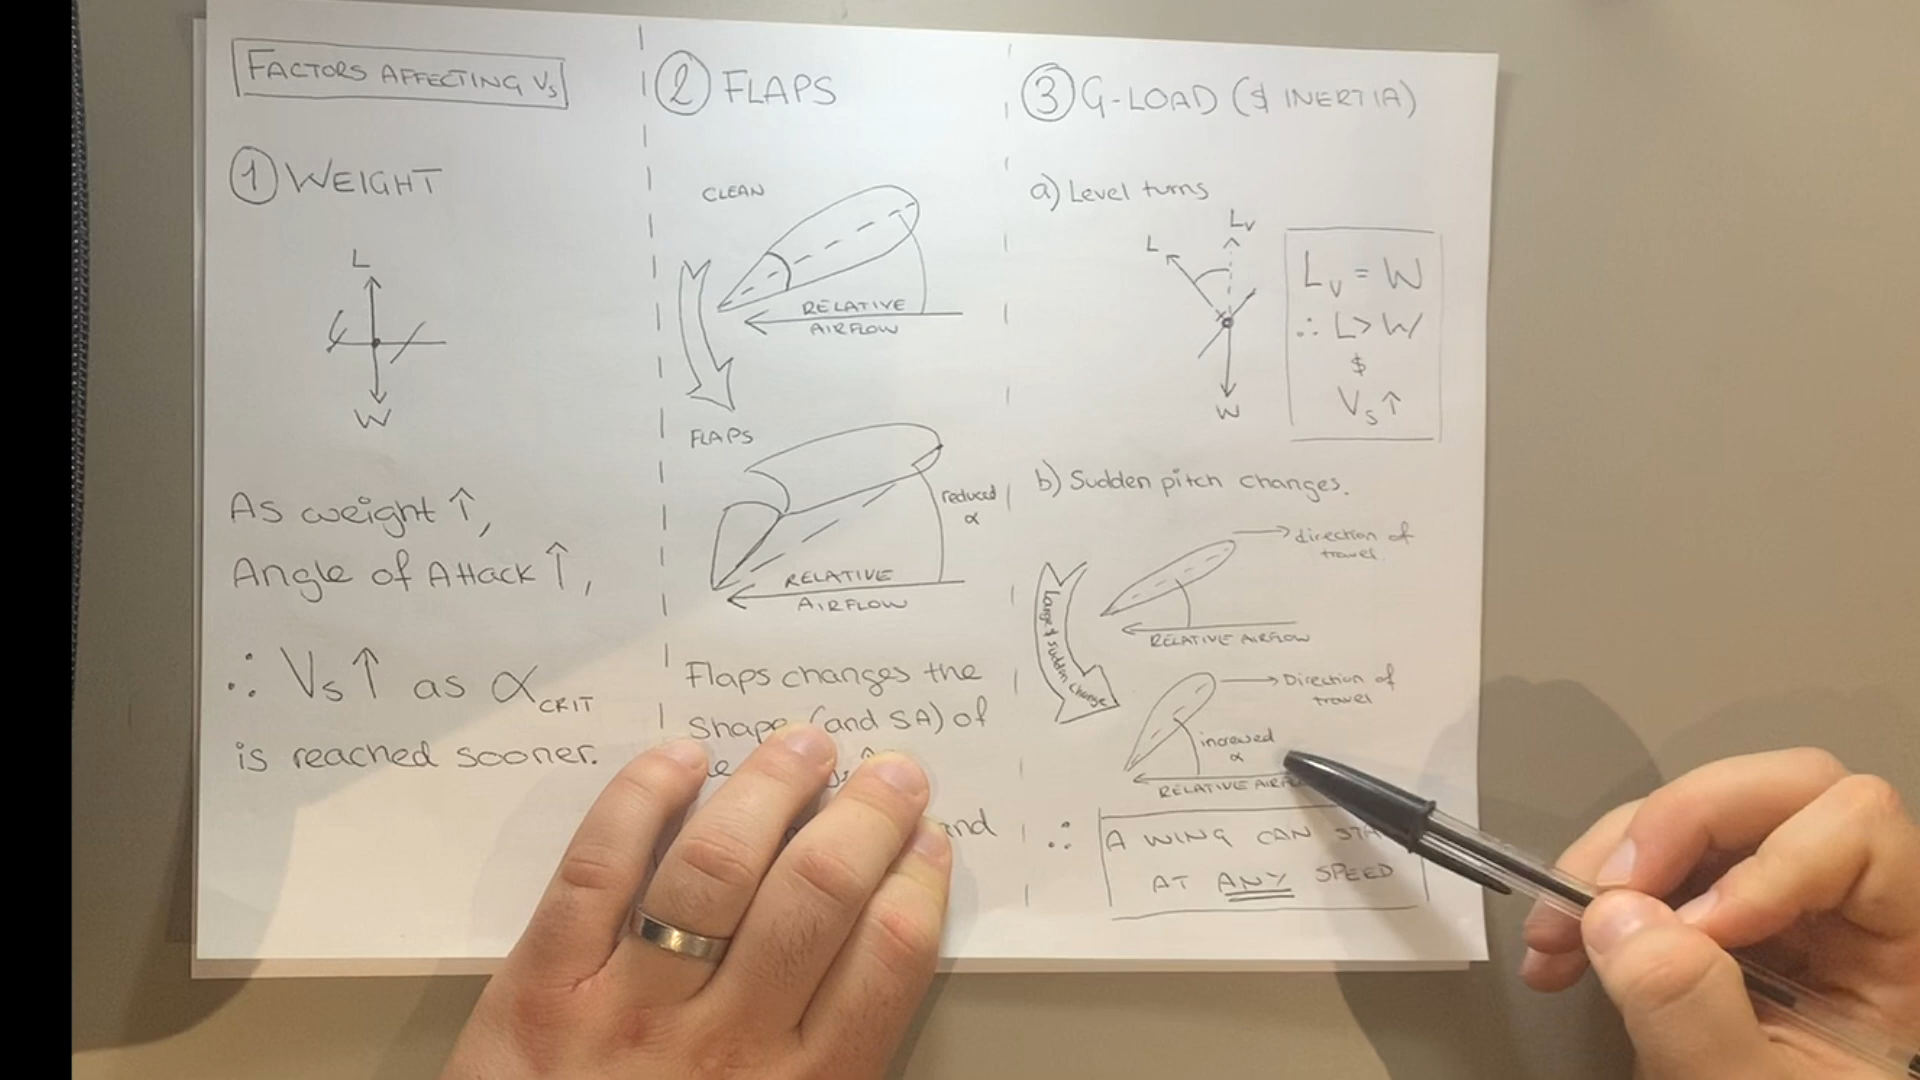 FACTORS AFFECTING Vs
① WEIGHT
L
W
As weight ↑,
Angle of Attack ↑,
∴ Vs ↑ as αCRIT
is reached sooner.
② FLAPS
CLEAN
RELATIVE
AIRFLOW
FLAPS
reduced
α
RELATIVE
AIRFLOW
Flaps changes the
shape (and SA) of
and
③ G-LOAD ($ INERTIA)
a) Level turns
Lv
L
W
Lv = W
∴ L > W
$
Vs ↑
b) Sudden pitch changes.
direction of
travel
Large & sudden change
RELATIVE AIRFLOW
Direction of
travel
increased
α
RELATIVE
∴ A WING CAN
AT ANY SPEED